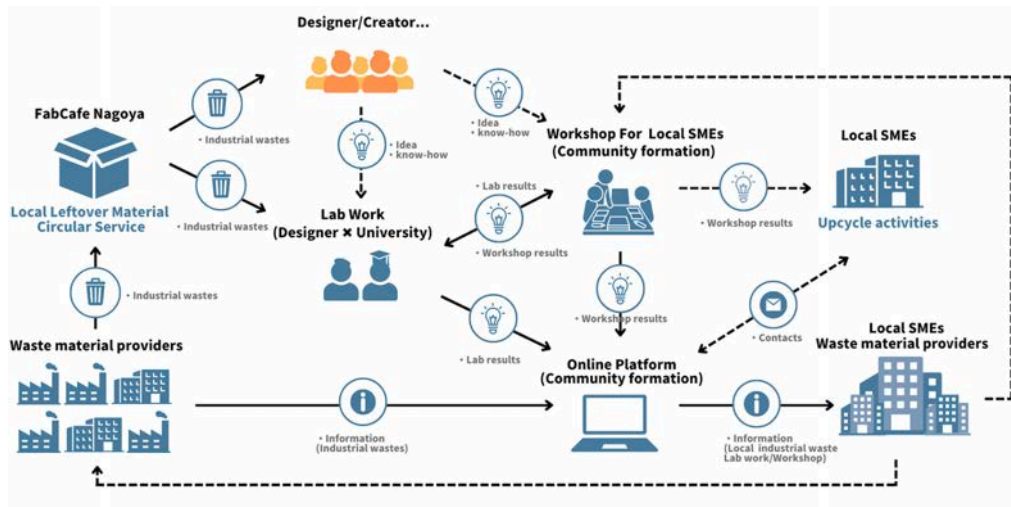 Designer/Creator...
FabCafe Nagoya
• Industrial wastes
• Idea
• know-how
• Idea
• know-how
Workshop For Local SMEs
(Community formation)
Local SMEs
Local Leftover Material
Circular Service
• Industrial wastes
Lab Work
(Designer × University)
• Lab results
• Workshop results
• Workshop results
Upcycle activities
• Industrial wastes
• Workshop results
• Lab results
• Contacts
Waste material providers
Online Platform
(Community formation)
Local SMEs
Waste material providers
• Information
(Industrial wastes)
• Information
(Local industrial waste
Lab work/Workshop)